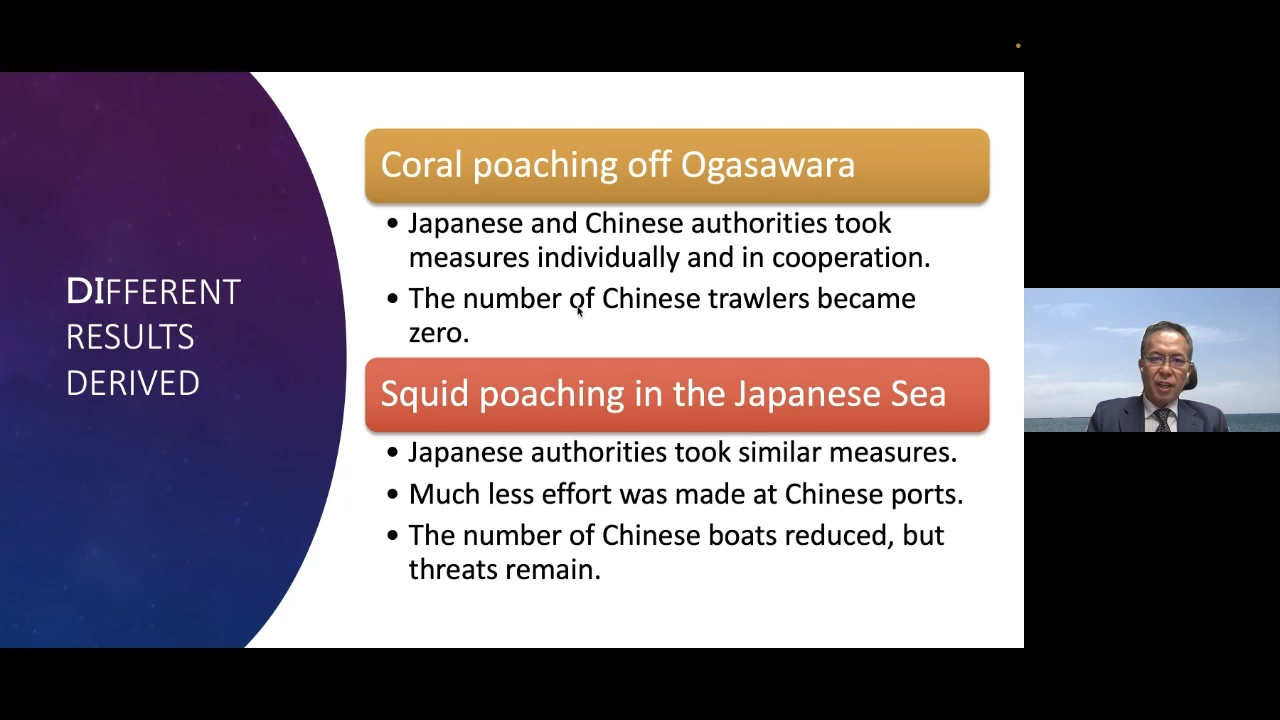 DIFFERENT
RESULTS
DERIVED
Coral poaching off Ogasawara
• Japanese and Chinese authorities took
measures individually and in cooperation.
• The number of Chinese trawlers became
zero.
Squid poaching in the Japanese Sea
• Japanese authorities took similar measures.
• Much less effort was made at Chinese ports.
• The number of Chinese boats reduced, but
threats remain.